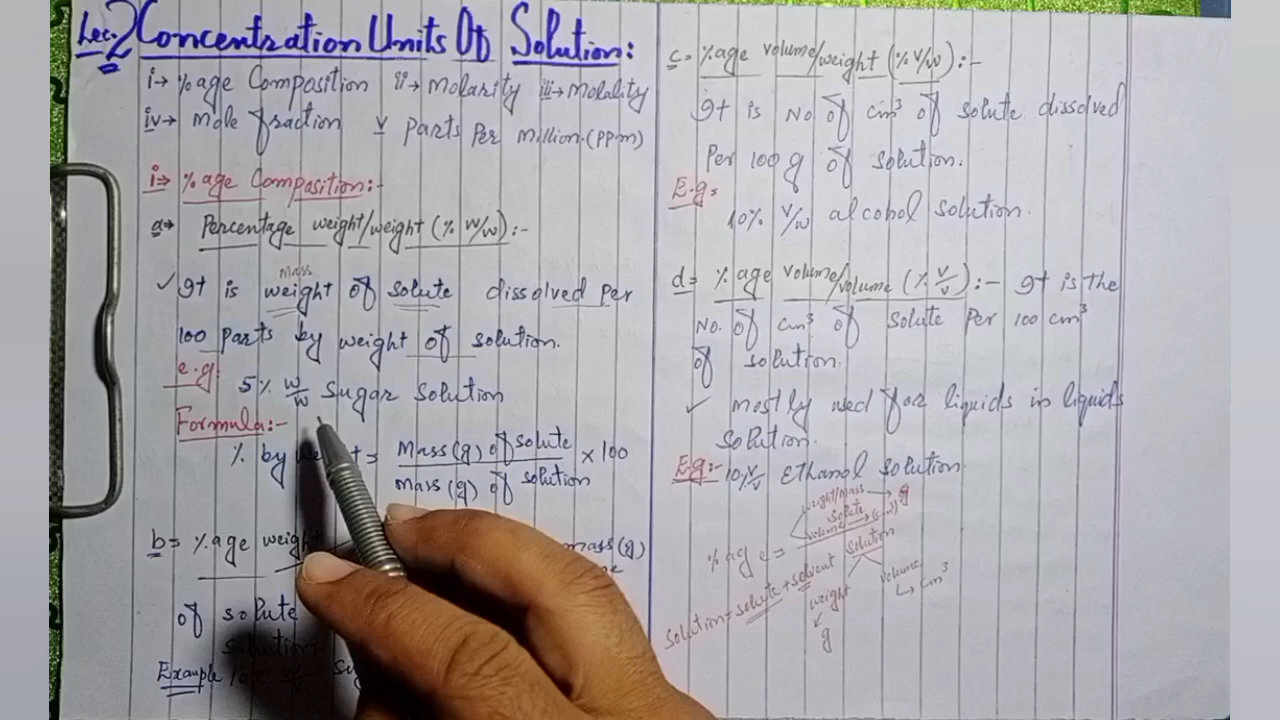 Lec.2 Concentration Units Of Solution:
i→ %age Composition ii→ Molarity iii→ Molality
iv→ Mole fraction v Parts Per million.(PPm)
i⇒ %age Composition:-
a⇒ Percentage weight/weight (% w/w):-
Mass
✓ It is weight of solute dissolved per
100 parts by weight of solution.
e.g:
5% w/w sugar solution
Formula:-
% by = Mass(g) of solute / mass (g) of solution × 100
b= %age weight mass(g)
of solute
solution.
Example 10% w/v
c= %age volume/weight (% v/w):-
It is No. of cm³ of solute dissolved
Per 100 g of solution.
E.g=
10% v/w alcohol solution.
d= % age volume/volume (% v/v):- It is the
No. of cm³ of solute Per 100 cm³
of solution.
✓ mostly used for liquids in liquids
solution.
E.g:- 10% v/v Ethanol solution.
weight/mass → g
solute
volume → (cm³)
%age = solution
Solution = solute + solvent
weight volume
g cm³